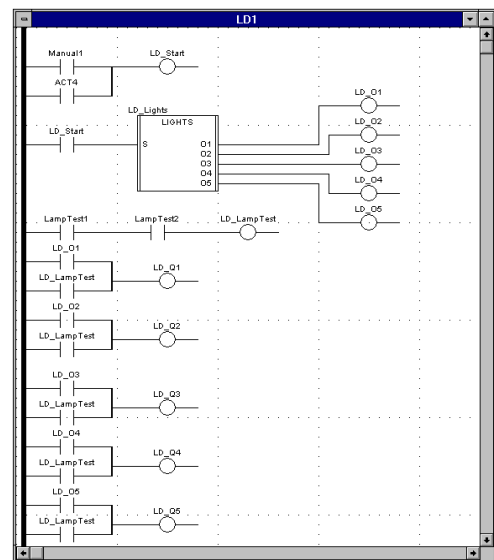 LD1
Manual1 LD_Start
ACT4
LD_O1
LD_Lights
LIGHTS
LD_O2
LD_Start
S O1
O2
LD_O3
O3
O4
LD_O4
O5
LD_O5
LampTest1 LampTest2 LD_LampTest
LD_O1
LD_Q1
LD_LampTest
LD_O2
LD_Q2
LD_LampTest
LD_O3
LD_Q3
LD_LampTest
LD_O4
LD_Q4
LD_LampTest
LD_O5
LD_Q5
LD_LampTest